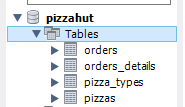 pizzahut
Tables
orders
orders_details
pizza_types
pizzas